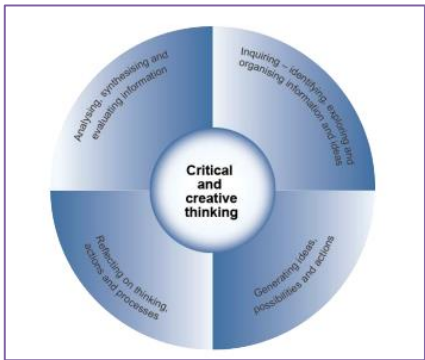 Analysing, synthesising and
evaluating information
Inquiring – identifying, exploring and
organising information and ideas
Critical
and
creative
thinking
Reflecting on thinking,
actions and processes
Generating ideas,
possibilities and actions